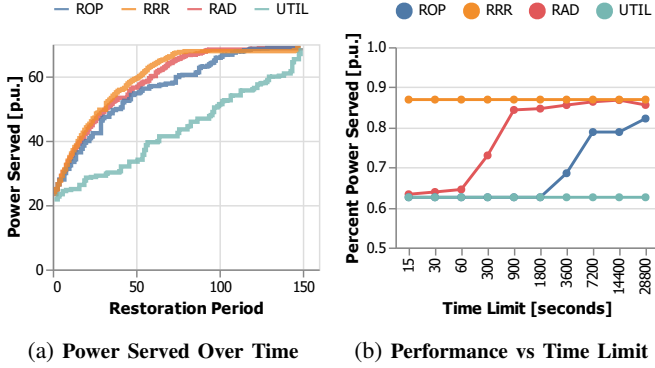 ROP RRR RAD UTIL
Power Served [p.u.]
60
40
20
0
0 50 100 150
Restoration Period
(a) Power Served Over Time
ROP RRR RAD UTIL
Percent Power Served [p.u.]
1.0
0.9
0.8
0.7
0.6
0.5
15 30 60 300 900 1800 3600 7200 14400 28800
Time Limit [seconds]
(b) Performance vs Time Limit